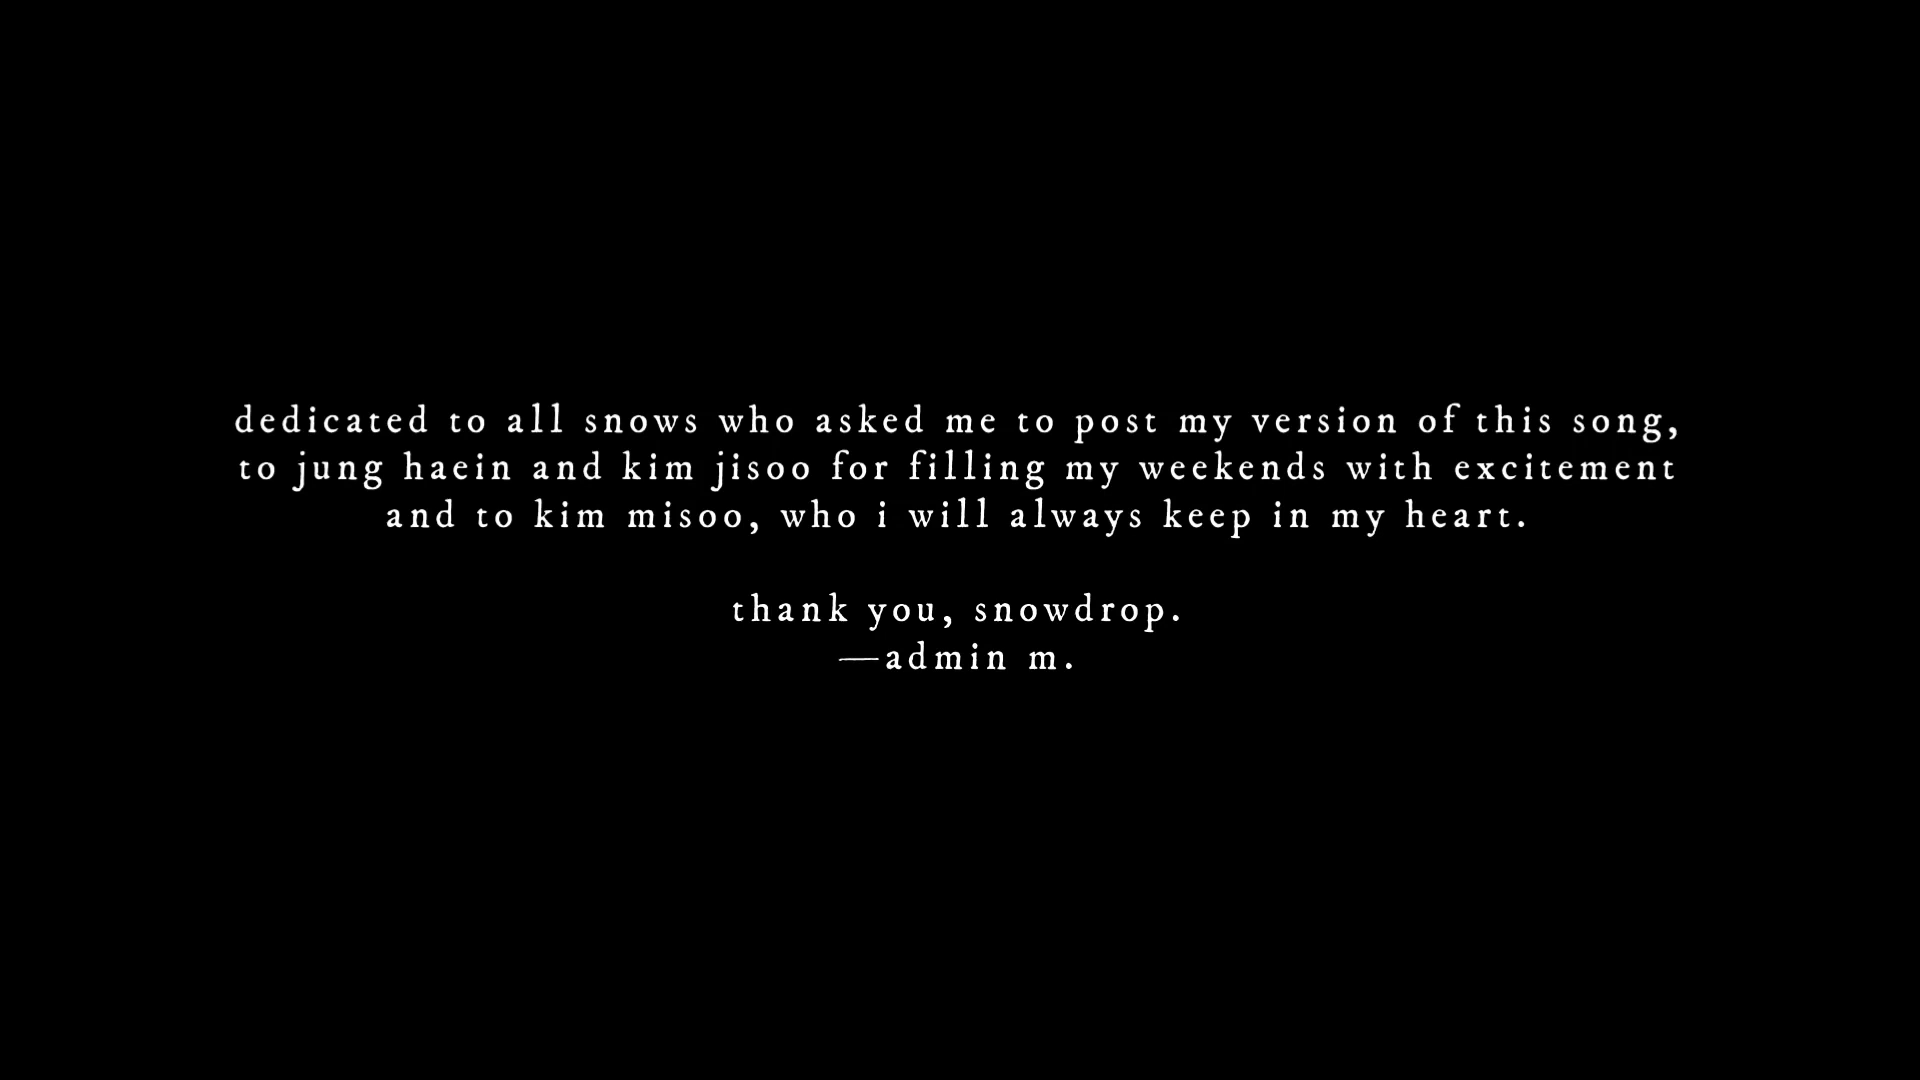 dedicated to all snows who asked me to post my version of this song,
to jung haein and kim jisoo for filling my weekends with excitement
and to kim misoo, who i will always keep in my heart.
thank you, snowdrop.
—admin m.